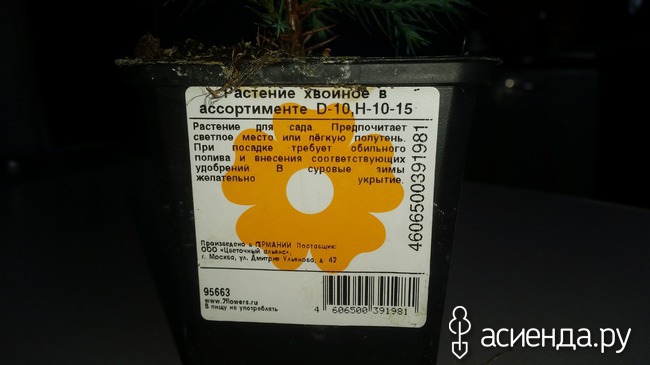 Растение хвойное в
ассортименте D-10,H-10-15
Растение для сада. Предпочитает
светлое место или лёгкую полутень.
При посадке требует обильного
полива и внесения соответствующих
удобрений В суровые зимы
желательно укрытие.
4606500391981
Произведено в ГЕРМАНИИ Поставщик:
ООО «Цветочный альянс»,
г. Москва, ул. Дмитрия Ульянова, д. 42
95663
www.7flowers.ru
В пищу не употреблять
4 606500 391981
асиенда.ру